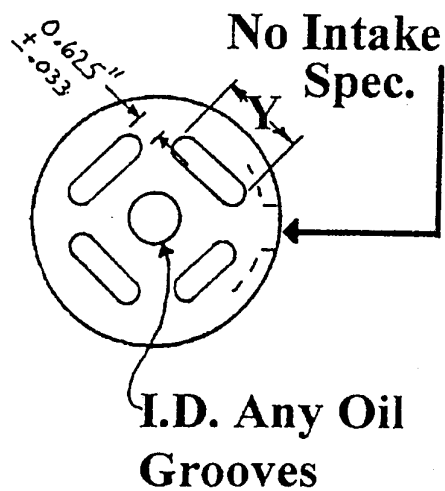 0.625"
± .033
No Intake
Spec.
Y
I.D. Any Oil
Grooves